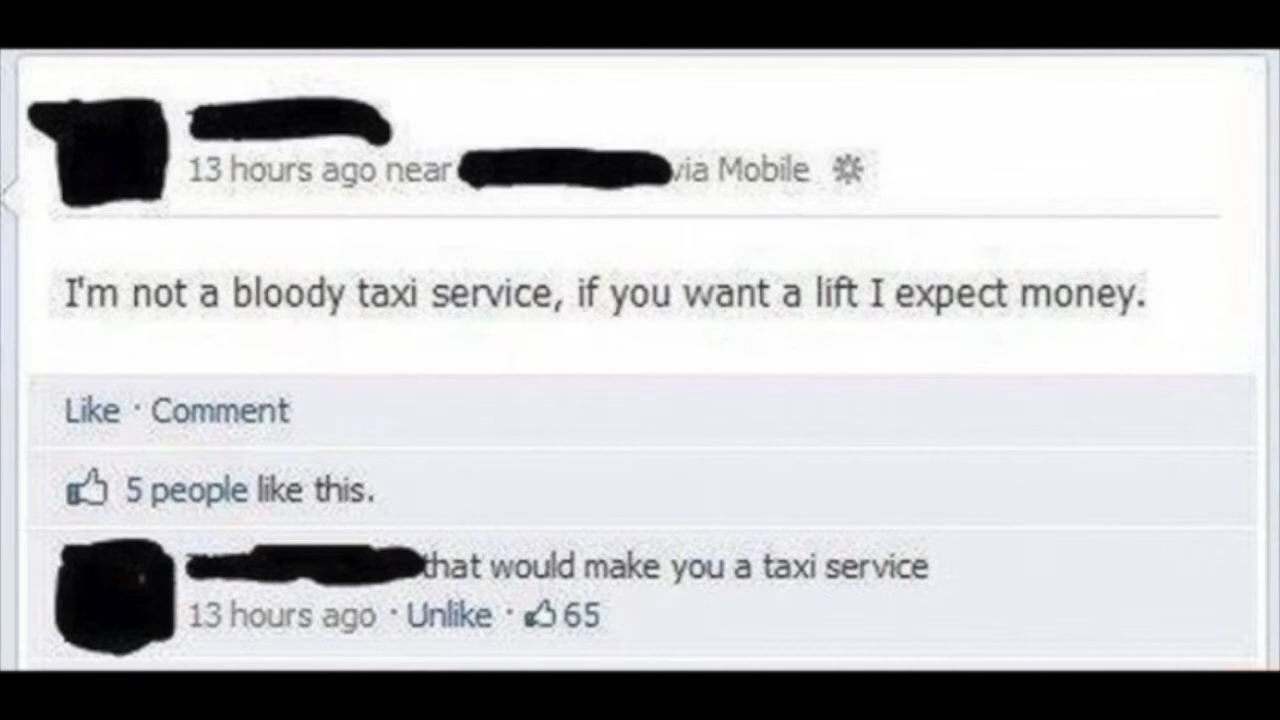 13 hours ago near via Mobile
I'm not a bloody taxi service, if you want a lift I expect money.
Like · Comment
5 people like this.
that would make you a taxi service
13 hours ago · Unlike · 65